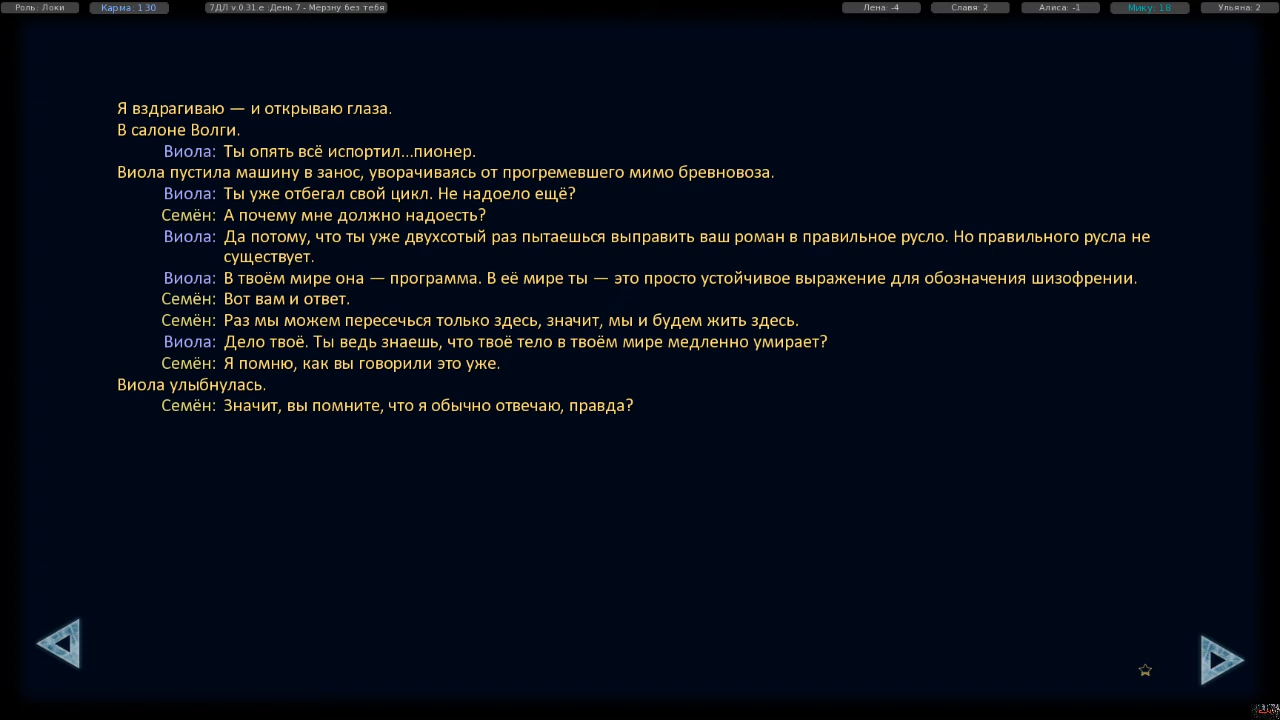 Роль: Локи
Карма: 130
7ДЛ v.0.31.e :День 7 - Мерзну без тебя
Лена: -4
Славя: 2
Алиса: -1
Мику: 18
Ульяна: 2
Я вздрагиваю — и открываю глаза.
В салоне Волги.
Виола: Ты опять всё испортил...пионер.
Виола пустила машину в занос, уворачиваясь от прогремевшего мимо бревновоза.
Виола: Ты уже отбегал свой цикл. Не надоело ещё?
Семён: А почему мне должно надоесть?
Виола: Да потому, что ты уже двухсотый раз пытаешься выправить ваш роман в правильное русло. Но правильного русла не
существует.
Виола: В твоём мире она — программа. В её мире ты — это просто устойчивое выражение для обозначения шизофрении.
Семён: Вот вам и ответ.
Семён: Раз мы можем пересечься только здесь, значит, мы и будем жить здесь.
Виола: Дело твоё. Ты ведь знаешь, что твоё тело в твоём мире медленно умирает?
Семён: Я помню, как вы говорили это уже.
Виола улыбнулась.
Семён: Значит, вы помните, что я обычно отвечаю, правда?